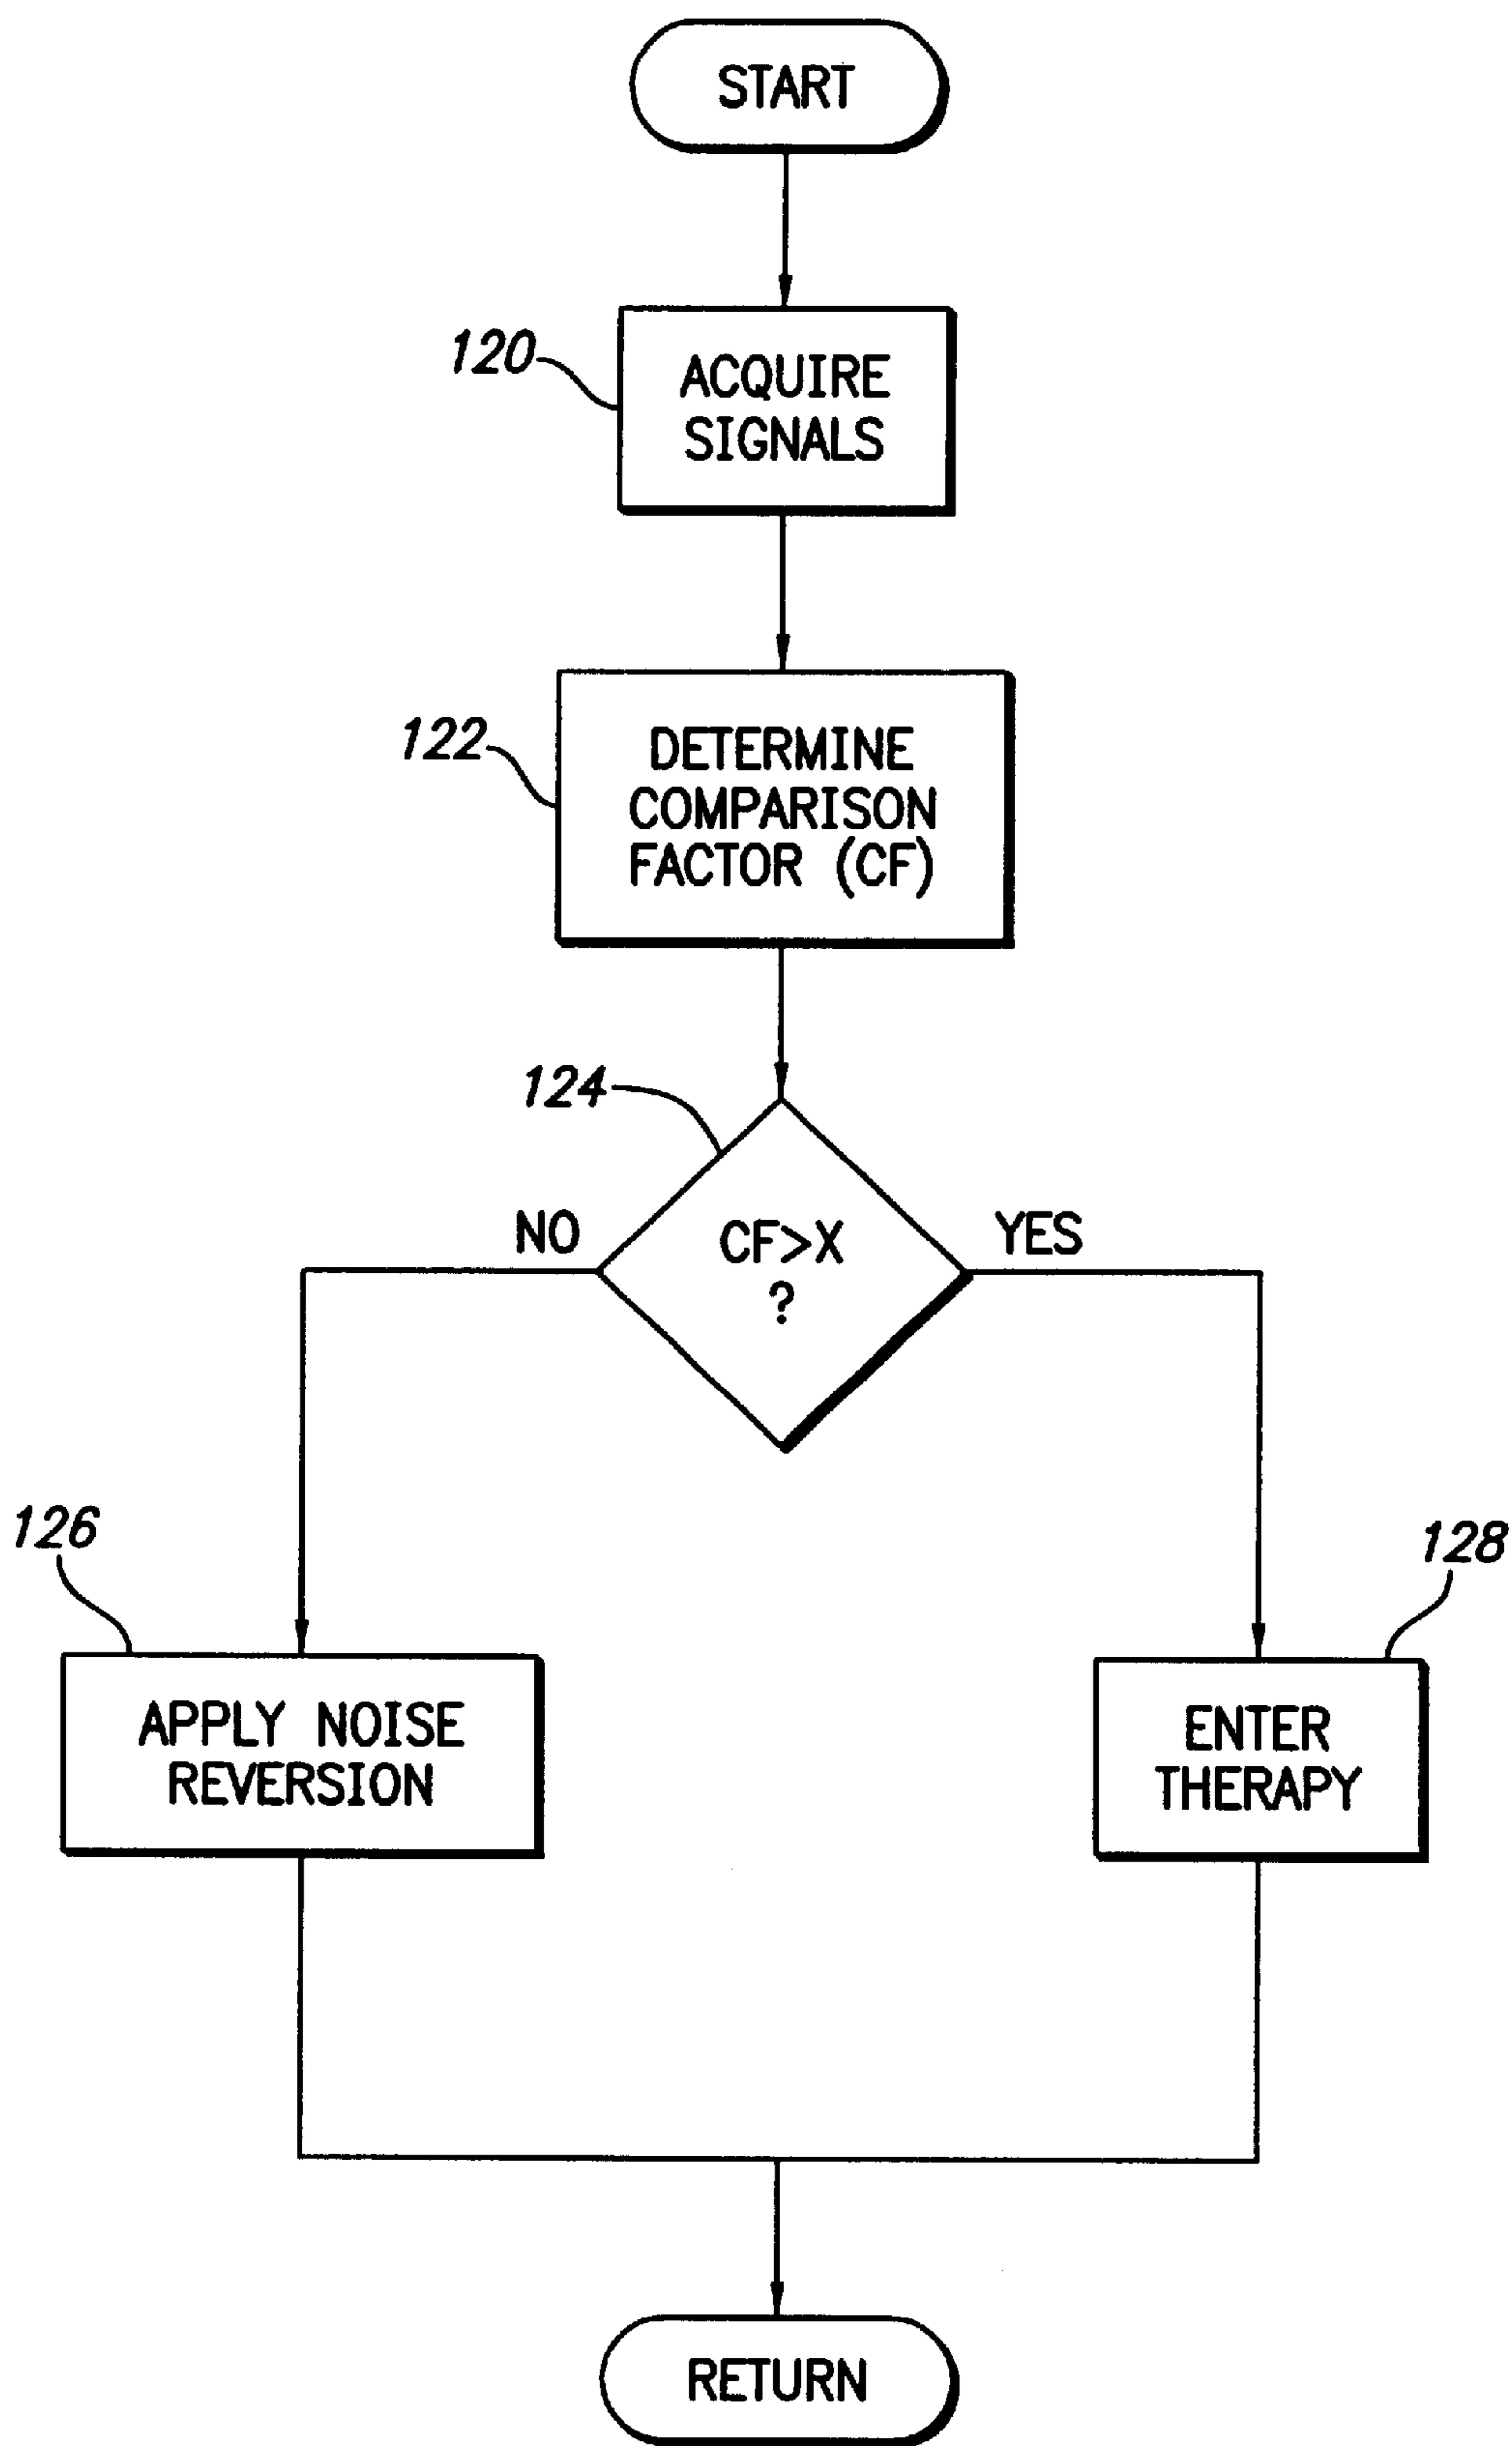 START
120
ACQUIRE
SIGNALS
122
DETERMINE
COMPARISON
FACTOR (CF)
124
NO
CF>X
?
YES
126
128
APPLY NOISE
REVERSION
ENTER
THERAPY
RETURN